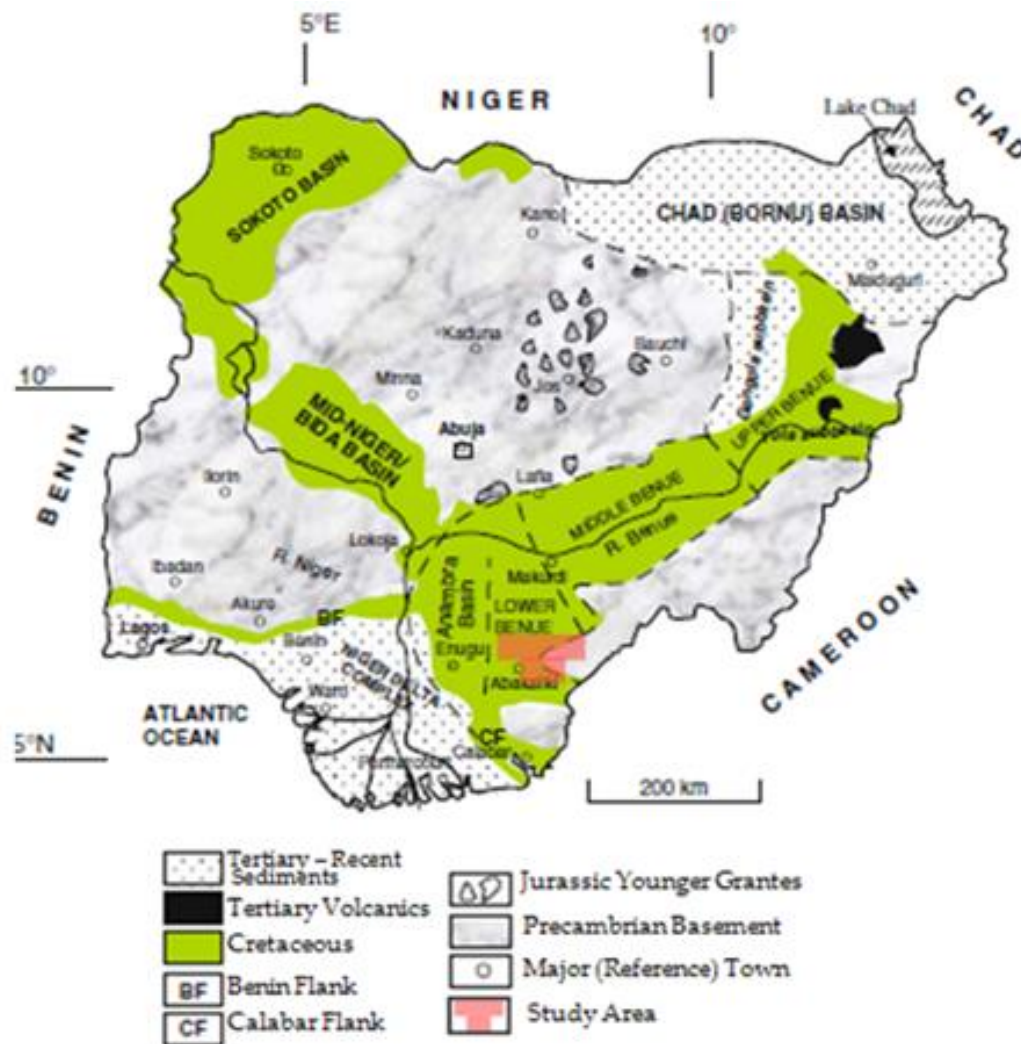 5°E
10°
NIGER
CHAD
Lake Chad
Sokoto
SOKOTO BASIN
Kano
CHAD (BORNU) BASIN
Maiduguri
Kaduna
Bauchi
Minna
Jos
10°
MID-NIGER/
BIDA BASIN
Abuja
UPPER BENUE
BENIN
Ilorin
Lafia
MIDDLE BENUE
R. Benue
Lokoja
Ibadan
R. Niger
Anambra
Basin
Makurdi
LOWER
BENUE
Akure
BF
Lagos
Benin
Enugu
Abakaliki
NIGER DELTA
COMPLEX
Warri
CAMEROON
ATLANTIC
OCEAN
5°N
CF
Calabar
200 km
Tertiary – Recent
Sediments
Tertiary Volcanics
Cretaceous
BF Benin Flank
CF Calabar Flank
Jurassic Younger Grantes
Precambrian Basement
Major (Reference) Town
Study Area